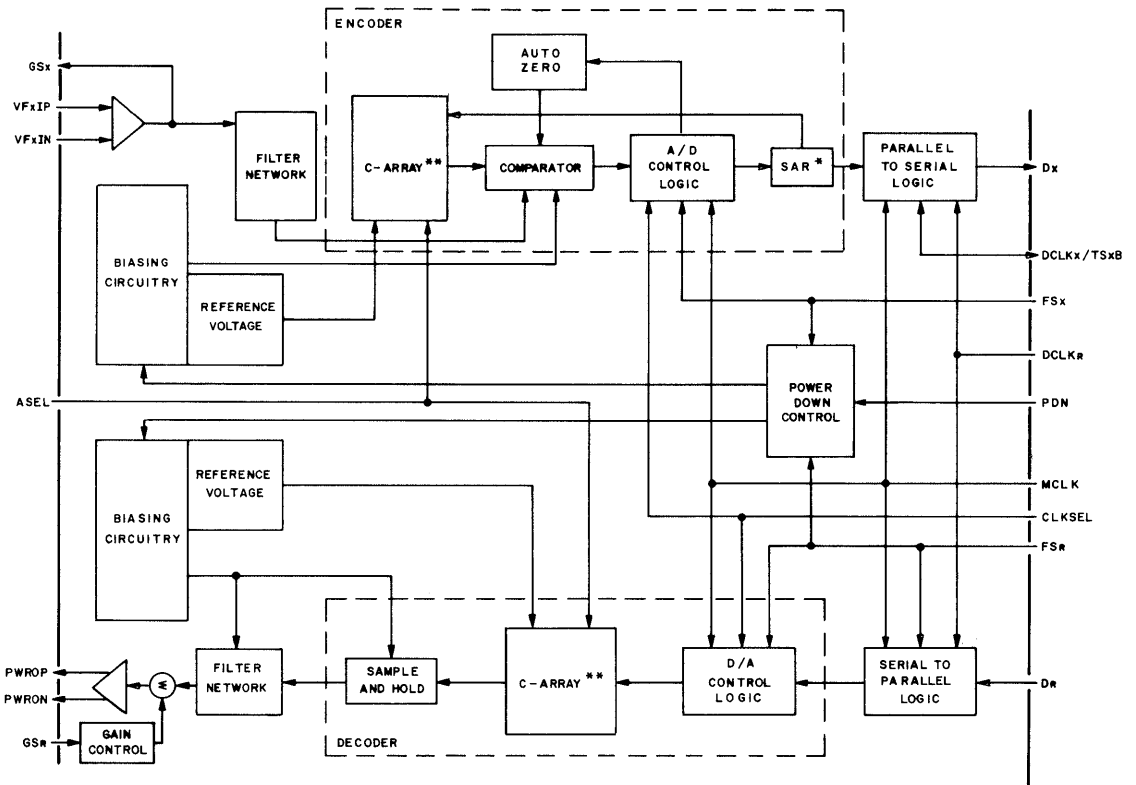 ENCODER
AUTO
ZERO
GSx
VFxIP
VFxIN
FILTER
NETWORK
C-ARRAY**
COMPARATOR
A/D
CONTROL
LOGIC
SAR*
PARALLEL
TO SERIAL
LOGIC
Dx
DCLKx/TSxB
BIASING
CIRCUITRY
REFERENCE
VOLTAGE
FSx
DCLKR
POWER
DOWN
CONTROL
ASEL
PDN
REFERENCE
VOLTAGE
BIASING
CIRCUITRY
MCLK
CLKSEL
FSR
PWROP
PWRON
FILTER
NETWORK
SAMPLE
AND HOLD
C-ARRAY**
D/A
CONTROL
LOGIC
SERIAL TO
PARALLEL
LOGIC
DR
GSR
GAIN
CONTROL
DECODER